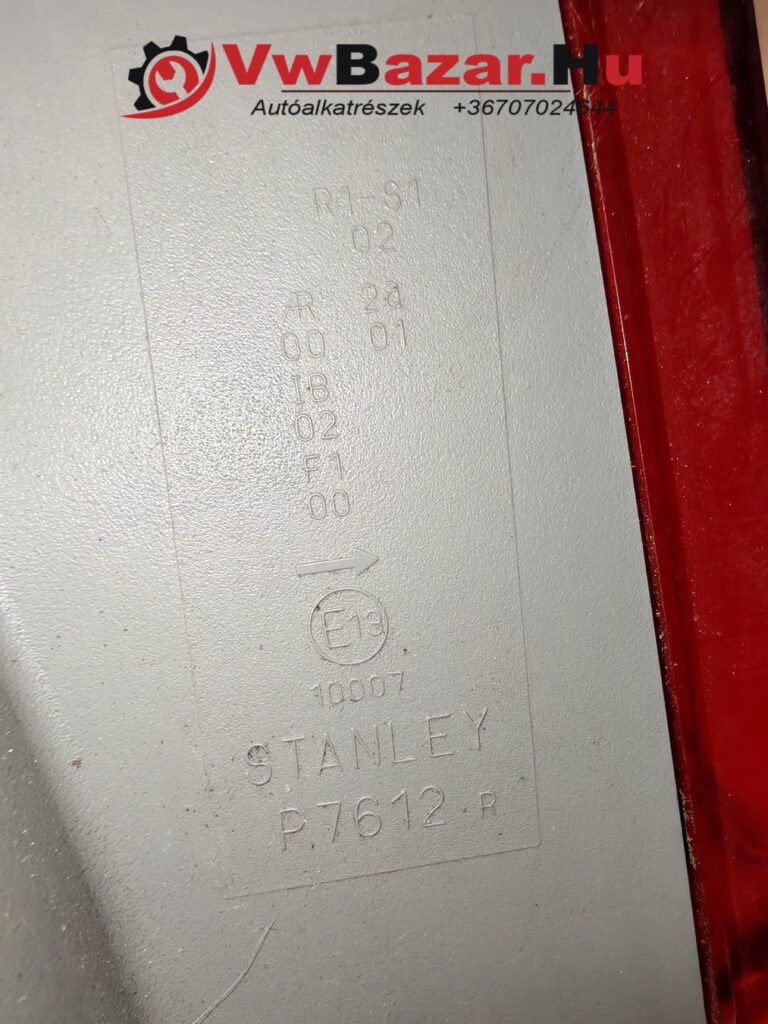 VwBazar.Hu
Autóalkatrészek +36707024644
R1-S1
02
AR 2a
00 01
IB
02
F1
00
→
E13
10007
STANLEY
P7612 R